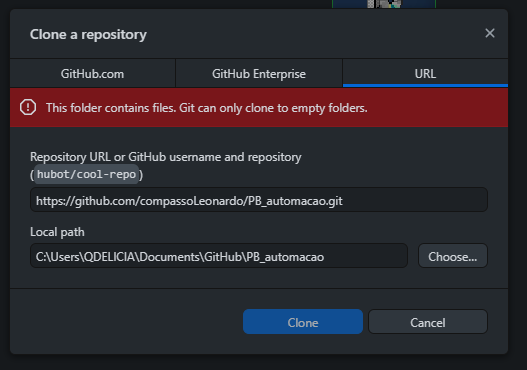 Clone a repository
GitHub.com
GitHub Enterprise
URL
This folder contains files. Git can only clone to empty folders.
Repository URL or GitHub username and repository
(hubot/cool-repo)
https://github.com/compassoLeonardo/PB_automacao.git
Local path
C:\Users\QDELICIA\Documents\GitHub\PB_automacao
Choose...
Clone
Cancel